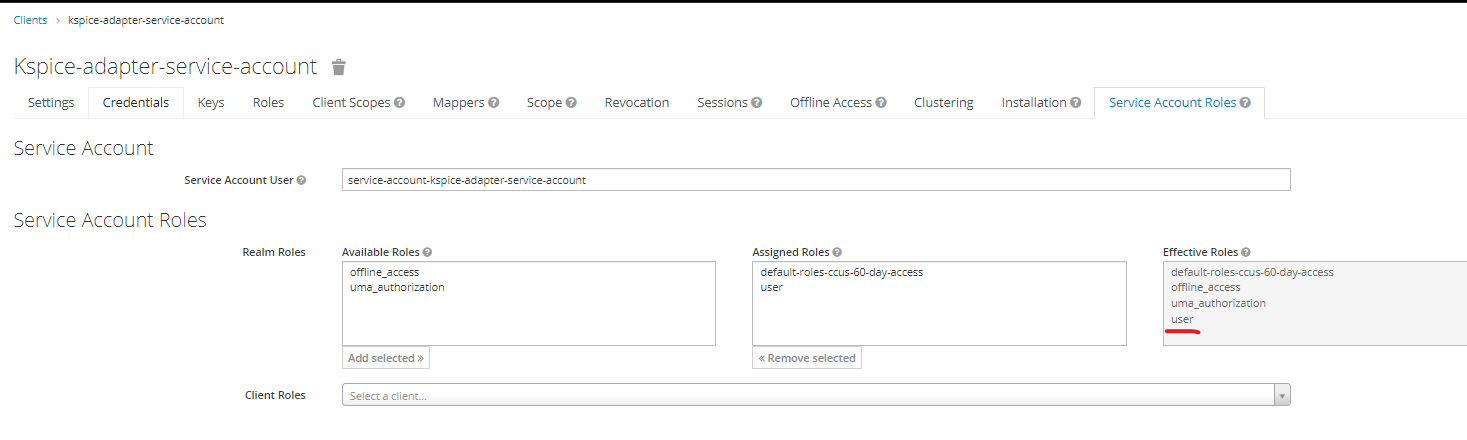 Clients > kspice-adapter-service-account
Kspice-adapter-service-account
Settings Credentials Keys Roles Client Scopes Mappers Scope Revocation Sessions Offline Access Clustering Installation Service Account Roles
Service Account
Service Account User service-account-kspice-adapter-service-account
Service Account Roles
Realm Roles Available Roles Assigned Roles Effective Roles
offline_access default-roles-ccus-60-day-access default-roles-ccus-60-day-access
uma_authorization user offline_access
uma_authorization
user
Add selected » « Remove selected
Client Roles Select a client...